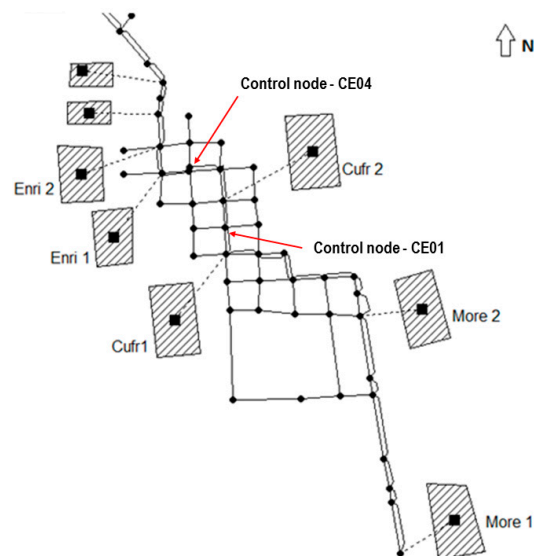 N
Control node - CE04
Cufr 2
Enri 2
Enri 1
Control node - CE01
Cufr1
More 2
More 1